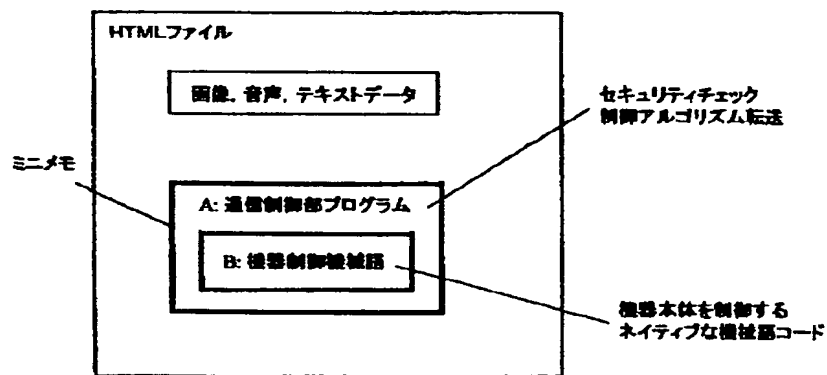 HTMLファイル
画像，音声，テキストデータ
セキュリティチェック
制御アルゴリズム転送
ミニメモ
A: 通信制御部プログラム
B: 機器制御機械語
機器本体を制御する
ネイティブな機械語コード